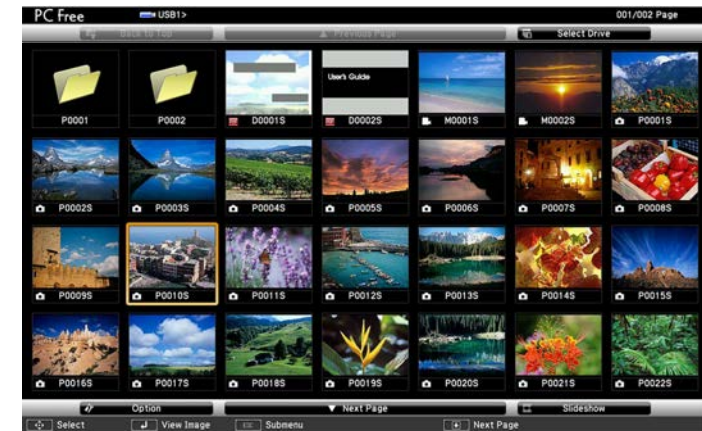 PC Free USB1> 001/002 Page
Back to Top Previous Page Select Drive
User's Guide
P0001 P0002 D0001S D0002S M0001S M0002S P0001S
P0002S P0003S P0004S P0005S P0006S P0007S P0008S
P0009S P0010S P0011S P0012S P0013S P0014S P0015S
P0016S P0017S P0018S P0019S P0020S P0021S P0022S
Option Next Page Slideshow
Select View Image Esc Submenu Next Page